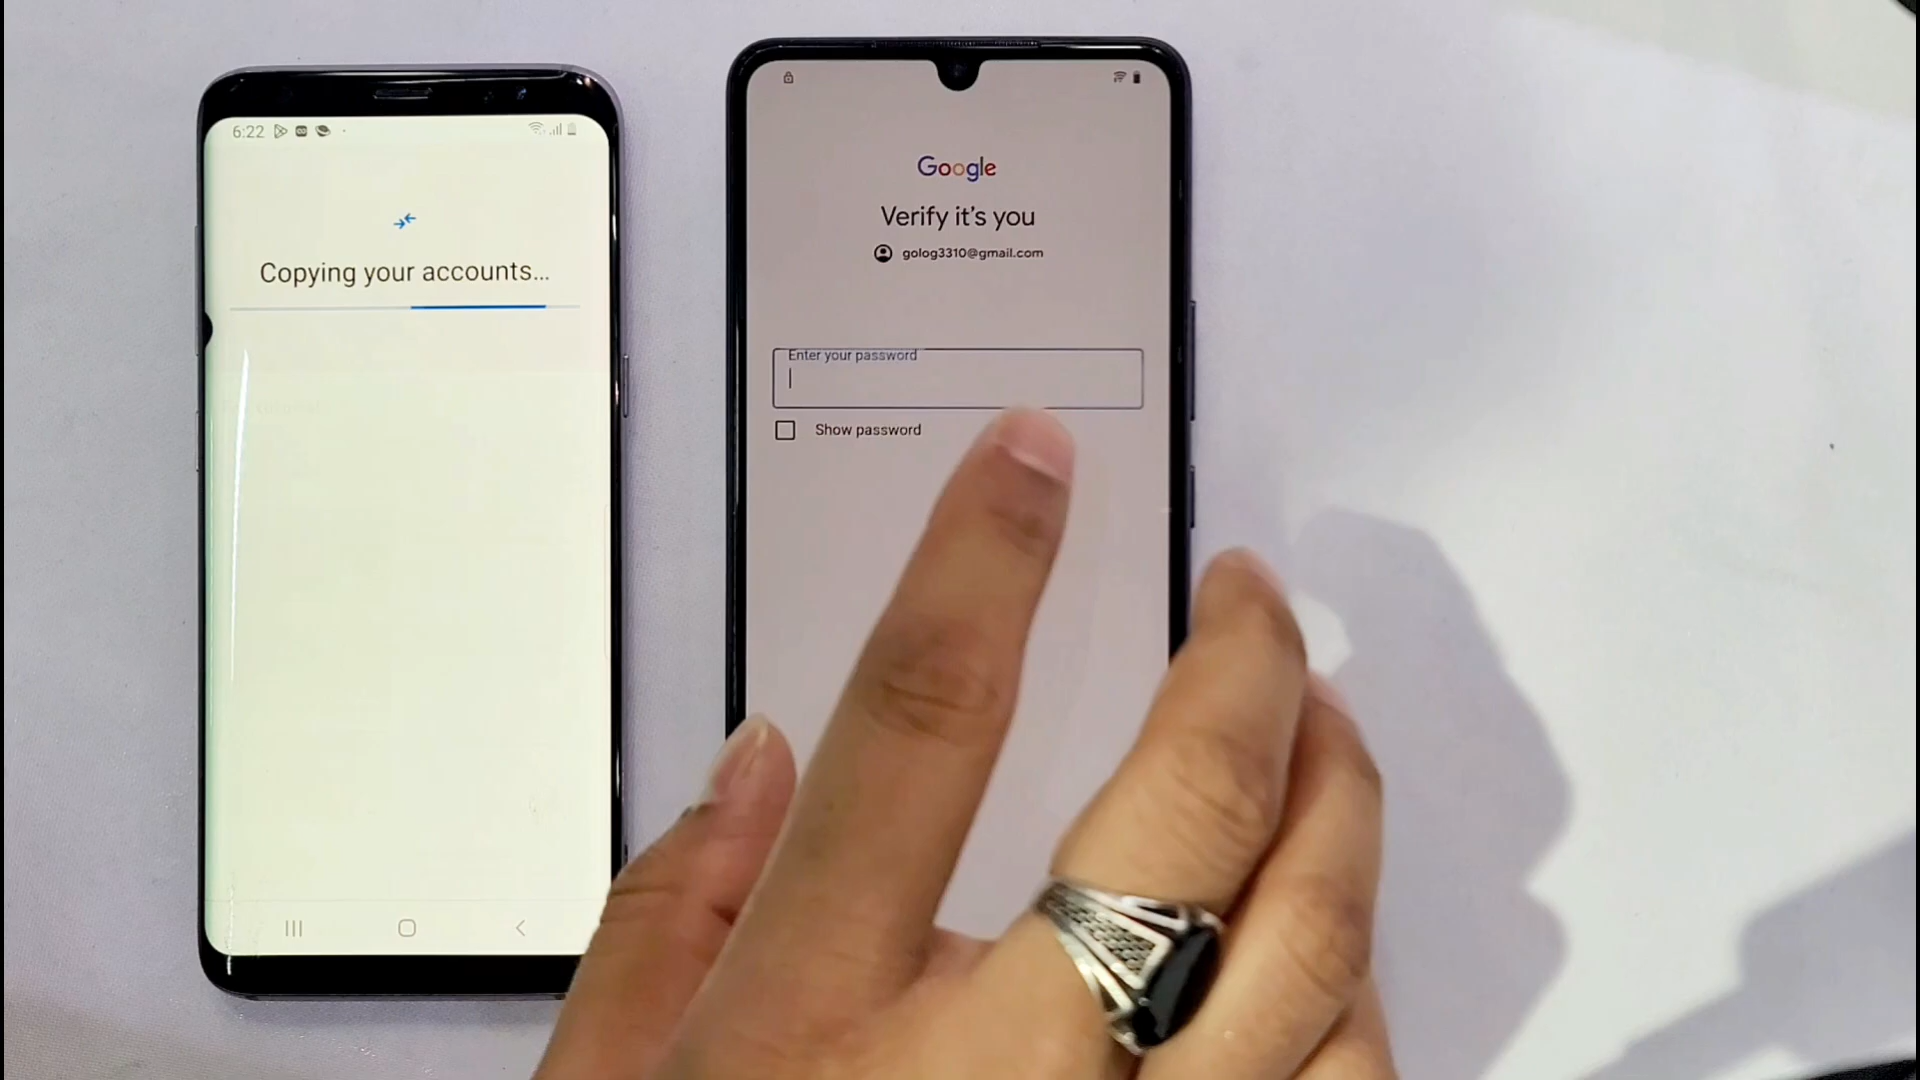 6:22
Copying your accounts...
Google
Verify it's you
golog3310@gmail.com
Enter your password
Show password